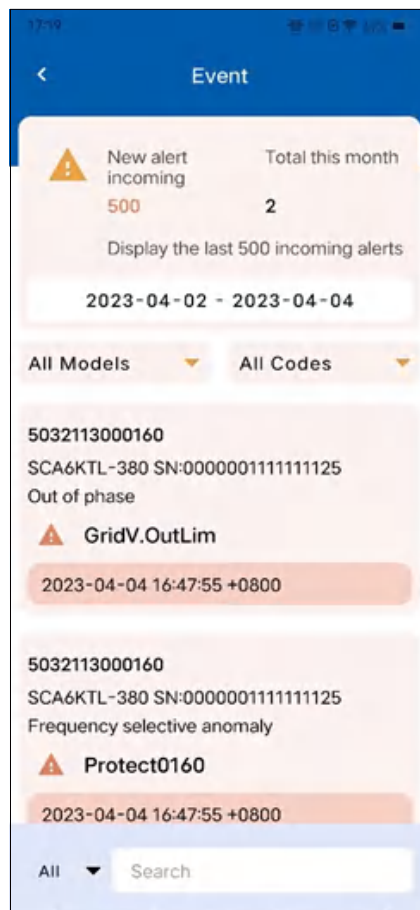 17:19
Event
New alert incoming
Total this month
500
2
Display the last 500 incoming alerts
2023-04-02 - 2023-04-04
All Models
All Codes
5032113000160
SCA6KTL-380 SN:0000001111111125
Out of phase
GridV.OutLim
2023-04-04 16:47:55 +0800
5032113000160
SCA6KTL-380 SN:0000001111111125
Frequency selective anomaly
Protect0160
2023-04-04 16:47:55 +0800
All
Search